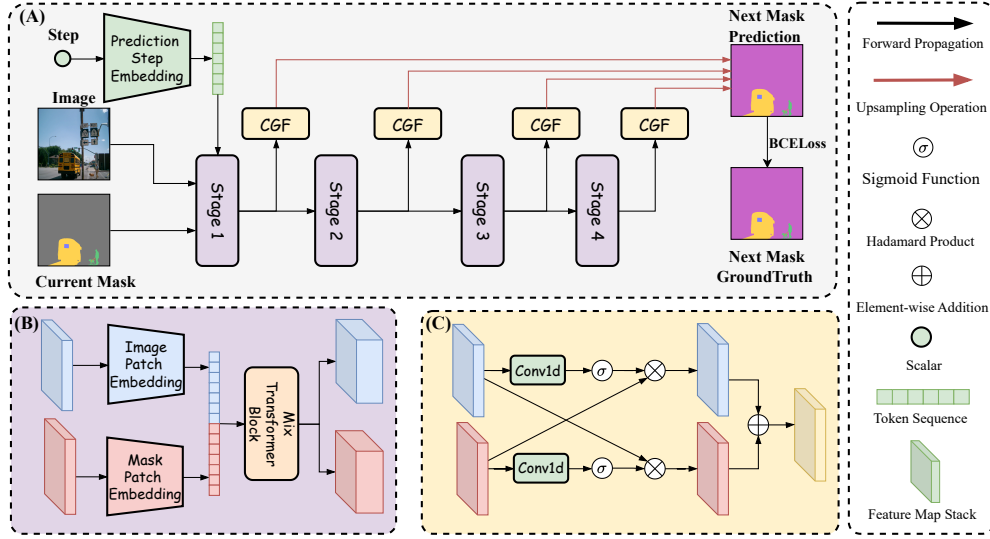 (A)
Step
Prediction
Step
Embedding
Image
Current Mask
Stage 1
Stage 2
Stage 3
Stage 4
CGF
CGF
CGF
CGF
Next Mask
Prediction
BCELoss
Next Mask
GroundTruth
(B)
Image
Patch
Embedding
Mask
Patch
Embedding
Mix
Transformer
Block
(C)
Conv1d
σ
Conv1d
σ
Forward Propagation
Upsampling Operation
σ
Sigmoid Function
Hadamard Product
Element-wise Addition
Scalar
Token Sequence
Feature Map Stack